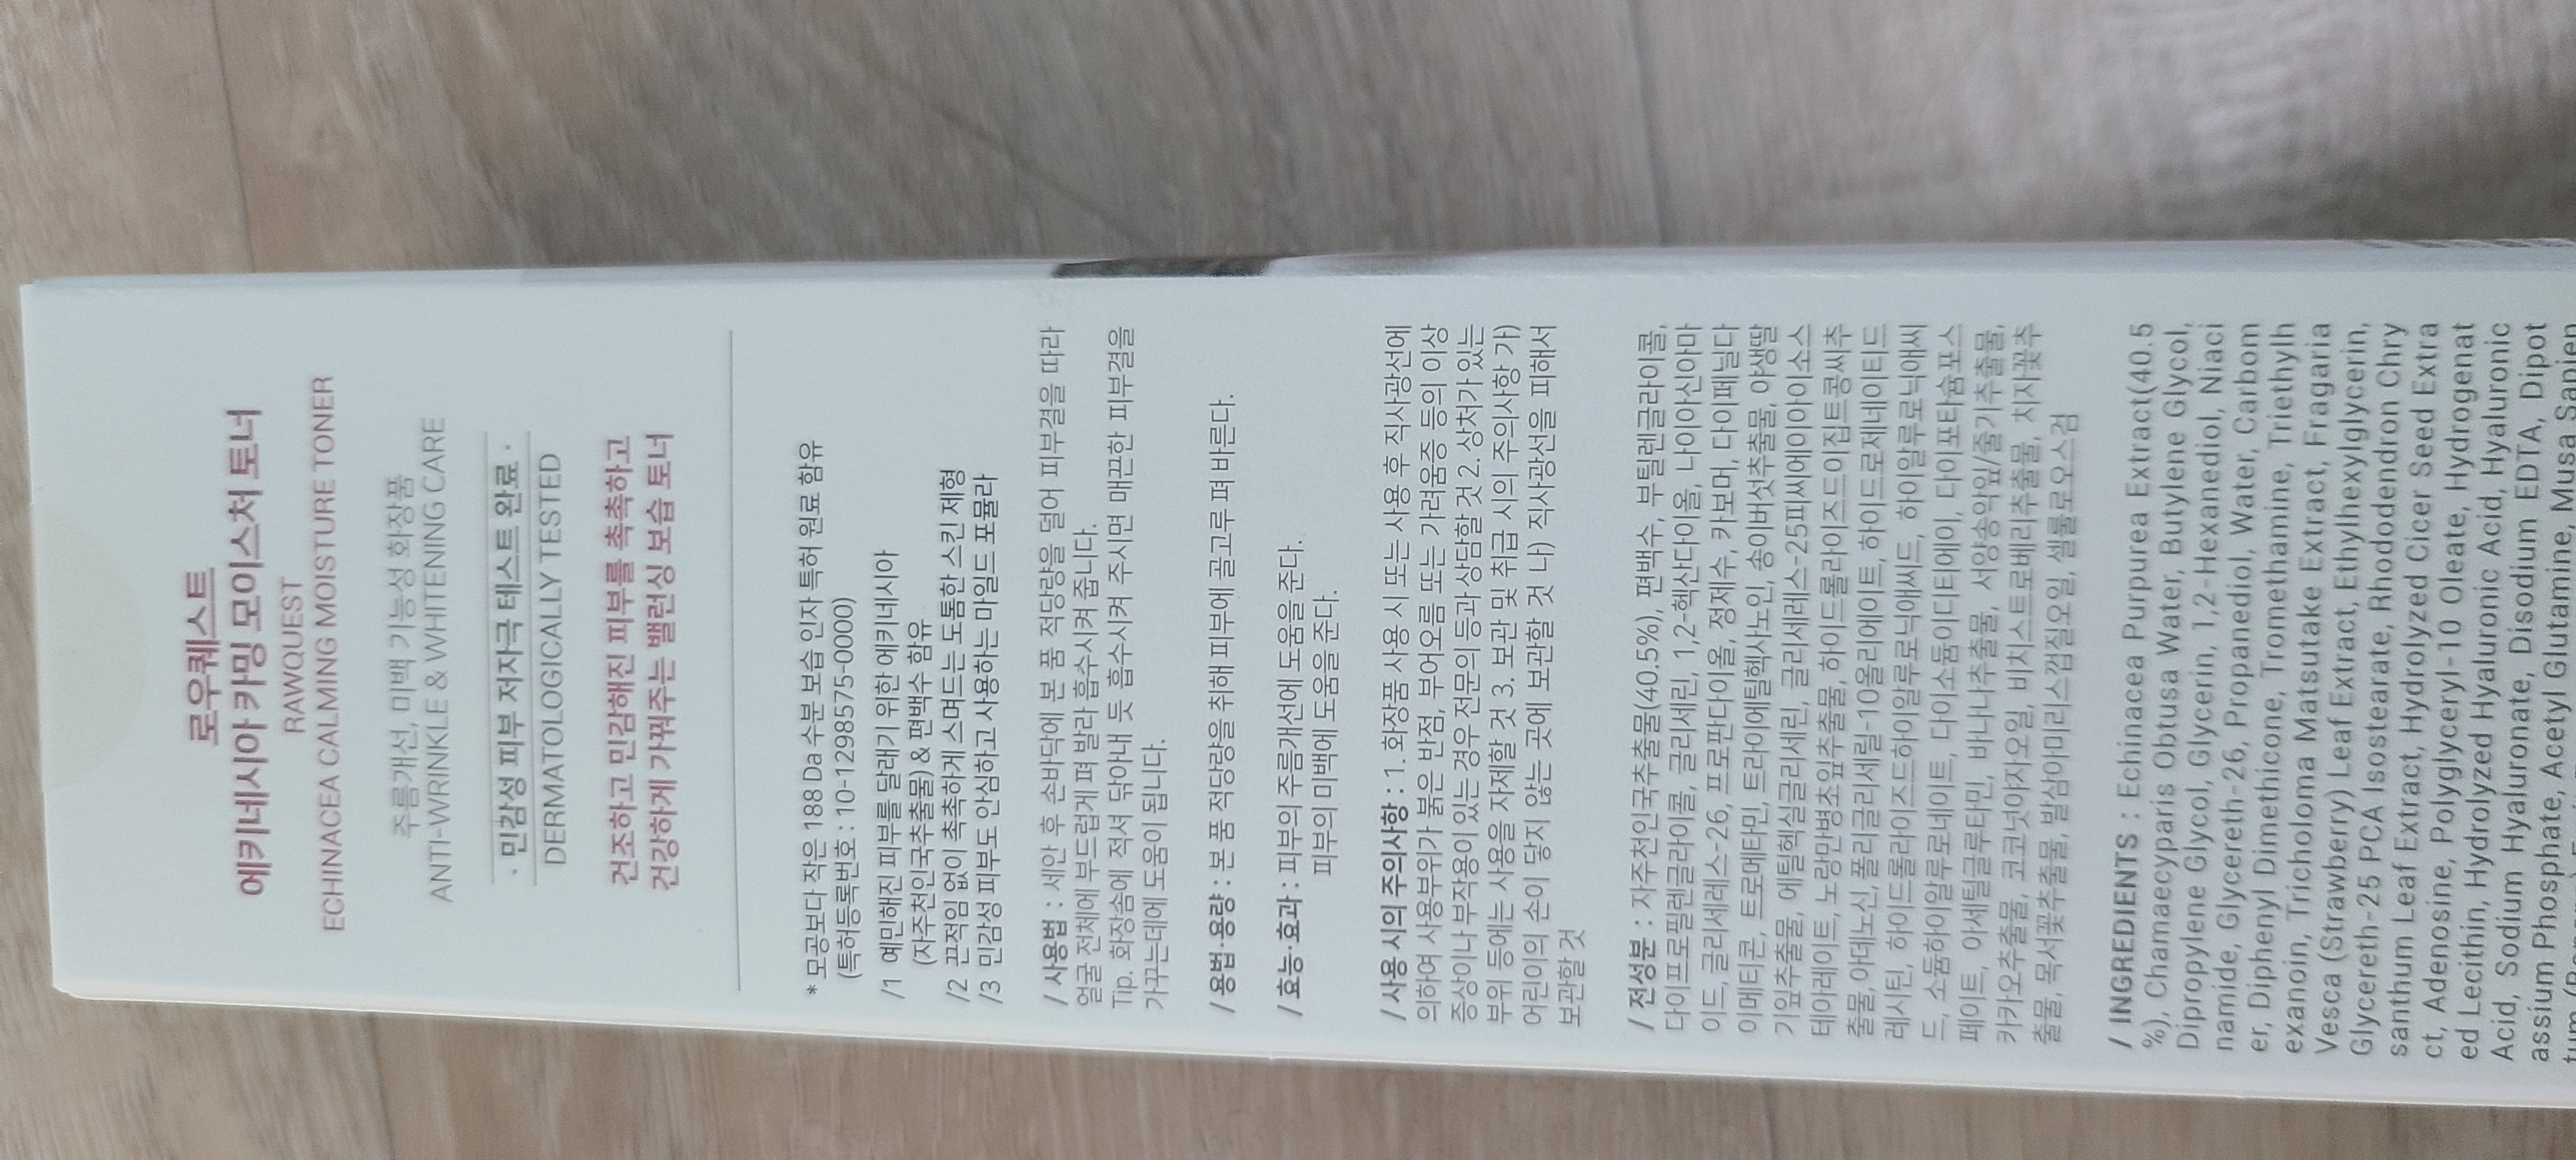 로우퀘스트
에키네시아 카밍 모이스처 토너
RAWQUEST
ECHINACEA CALMING MOISTURE TONER
주름개선, 미백 기능성 화장품
ANTI-WRINKLE & WHITENING CARE
· 민감성 피부 저자극 테스트 완료 ·
DERMATOLOGICALLY TESTED
건조하고 민감해진 피부를 촉촉하고
건강하게 가꿔주는 밸런싱 보습 토너
* 모공보다 작은 188 Da 수분 보습 인자 특허 원료 함유
(특허등록번호 : 10-1298575-0000)
/1 예민해진 피부를 달래기 위한 에키네시아
(자주천인국추출물) & 편백수 함유
/2 끈적임 없이 촉촉하게 스며드는 도톰한 스킨 제형
/3 민감성 피부도 안심하고 사용하는 마일드 포뮬라
/ 사용법 : 세안 후 손바닥에 본 품 적당량을 덜어 피부결을 따라
얼굴 전체에 부드럽게 펴 발라 흡수시켜 줍니다.
Tip. 화장솜에 적셔 닦아내 듯 흡수시켜 주시면 매끈한 피부결을
가꾸는데에 도움이 됩니다.
/ 용법·용량 : 본 품 적당량을 취해 피부에 골고루 펴 바른다.
/ 효능·효과 : 피부의 주름개선에 도움을 준다.
피부의 미백에 도움을 준다.
/ 사용 시의 주의사항 : 1. 화장품 사용 시 또는 사용 후 직사광선에
의하여 사용부위가 붉은 반점, 부어오름 또는 가려움증 등의 이상
증상이나 부작용이 있는 경우 전문의 등과 상담할 것 2. 상처가 있는
부위 등에는 사용을 자제할 것 3. 보관 및 취급 시의 주의사항 가)
어린이의 손이 닿지 않는 곳에 보관할 것 나) 직사광선을 피해서
보관할 것
/ 전성분 : 자주천인국추출물(40.5%), 편백수, 부틸렌글라이콜,
다이프로필렌글라이콜, 글리세린, 1,2-헥산다이올, 나이아신아마
이드, 글리세레스-26, 프로판다이올, 정제수, 카보머, 다이페닐다
이메티콘, 트로메타민, 트라이에틸헥사노인, 송이버섯추출물, 야생딸
기잎추출물, 에틸헥실글리세린, 글리세레스-25피씨에이아이소스
테아레이트, 노랑만병초잎추출물, 하이드롤라이즈드이집트콩씨추
출물, 아데노신, 폴리글리세릴-10올리에이트, 하이드로제네이티드
레시틴, 하이드롤라이즈드하이알루로닉애씨드, 하이알루로닉애씨
드, 소듐하이알루로네이트, 다이소듐이디티에이, 다이포타슘포스
페이트, 아세틸글루타민, 바나나추출물, 서양송악잎/줄기추출물,
카카오추출물, 코코넛야자오일, 비치스트로베리추출물, 치자꽃추
출물, 목서꽃추출물, 발삼아미리스껍질오일, 셀룰로오스검
/ INGREDIENTS : Echinacea Purpurea Extract(40.5
%), Chamaecyparis Obtusa Water, Butylene Glycol,
Dipropylene Glycol, Glycerin, 1,2-Hexanediol, Niaci
namide, Glycereth-26, Propanediol, Water, Carbom
er, Diphenyl Dimethicone, Tromethamine, Triethylh
exanoin, Tricholoma Matsutake Extract, Fragaria
Vesca (Strawberry) Leaf Extract, Ethylhexylglycerin,
Glycereth-25 PCA Isostearate, Rhododendron Chry
santhum Leaf Extract, Hydrolyzed Cicer Seed Extra
ct, Adenosine, Polyglyceryl-10 Oleate, Hydrogenat
ed Lecithin, Hydrolyzed Hyaluronic Acid, Hyaluronic
Acid, Sodium Hyaluronate, Disodium EDTA, Dipot
assium Phosphate, Acetyl Glutamine, Musa Sapien